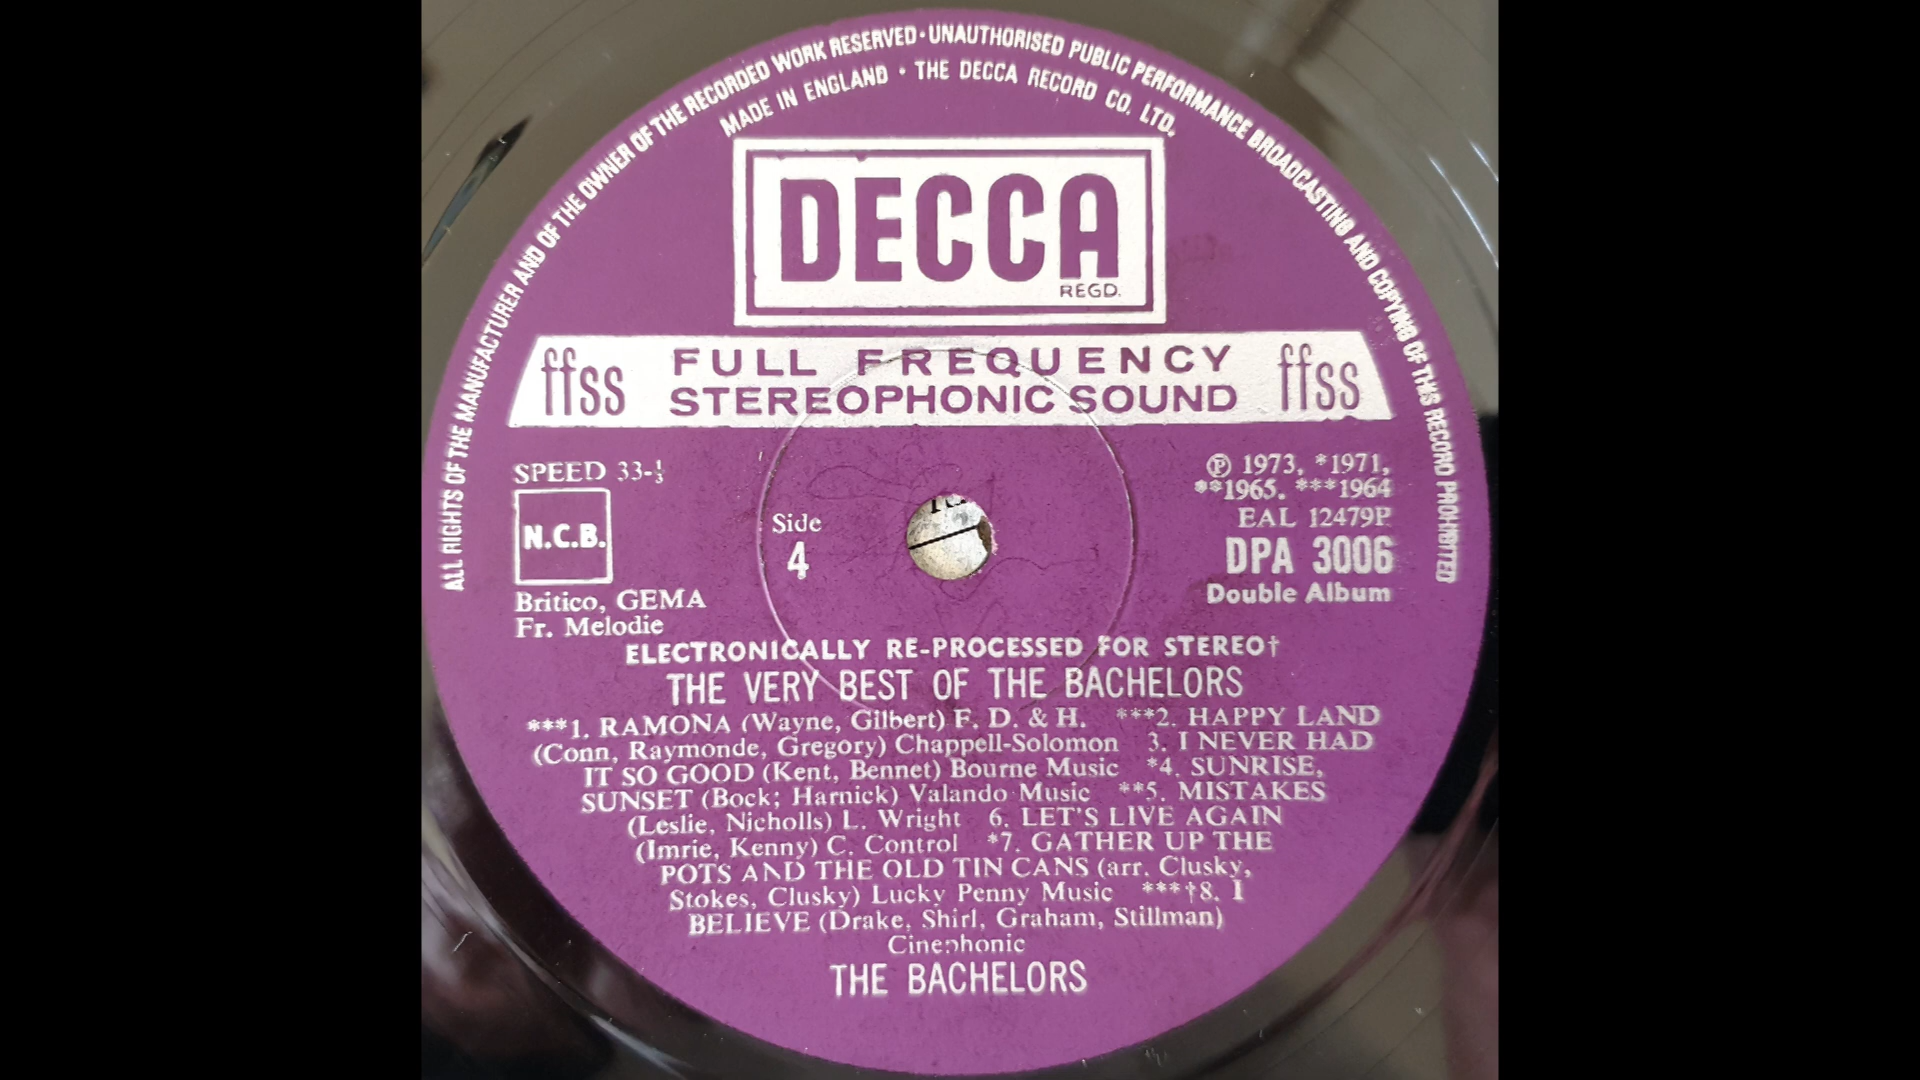 ALL RIGHTS OF THE MANUFACTURER AND OF THE OWNER OF THE RECORDED WORK RESERVED · UNAUTHORISED PUBLIC PERFORMANCE BROADCASTING AND COPYING OF THIS RECORD PROHIBITED
MADE IN ENGLAND · THE DECCA RECORD CO. LTD.
DECCA
REGD.
ffss FULL FREQUENCY ffss
STEREOPHONIC SOUND
SPEED 33-⅓
N.C.B.
Britico, GEMA
Fr. Melodie
Side
4
Ⓟ 1973, *1971,
**1965. ***1964
EAL 12479P
DPA 3006
Double Album
ELECTRONICALLY RE-PROCESSED FOR STEREO†
THE VERY BEST OF THE BACHELORS
***1. RAMONA (Wayne, Gilbert) F. D. & H. ***2. HAPPY LAND
(Conn, Raymonde, Gregory) Chappell-Solomon 3. I NEVER HAD
IT SO GOOD (Kent, Bennet) Bourne Music *4. SUNRISE,
SUNSET (Bock; Harnick) Valando Music **5. MISTAKES
(Leslie, Nicholls) L. Wright 6. LET'S LIVE AGAIN
(Imrie, Kenny) C. Control *7. GATHER UP THE
POTS AND THE OLD TIN CANS (arr. Clusky,
Stokes, Clusky) Lucky Penny Music ***†8. I
BELIEVE (Drake, Shirl, Graham, Stillman)
Cinephonic
THE BACHELORS